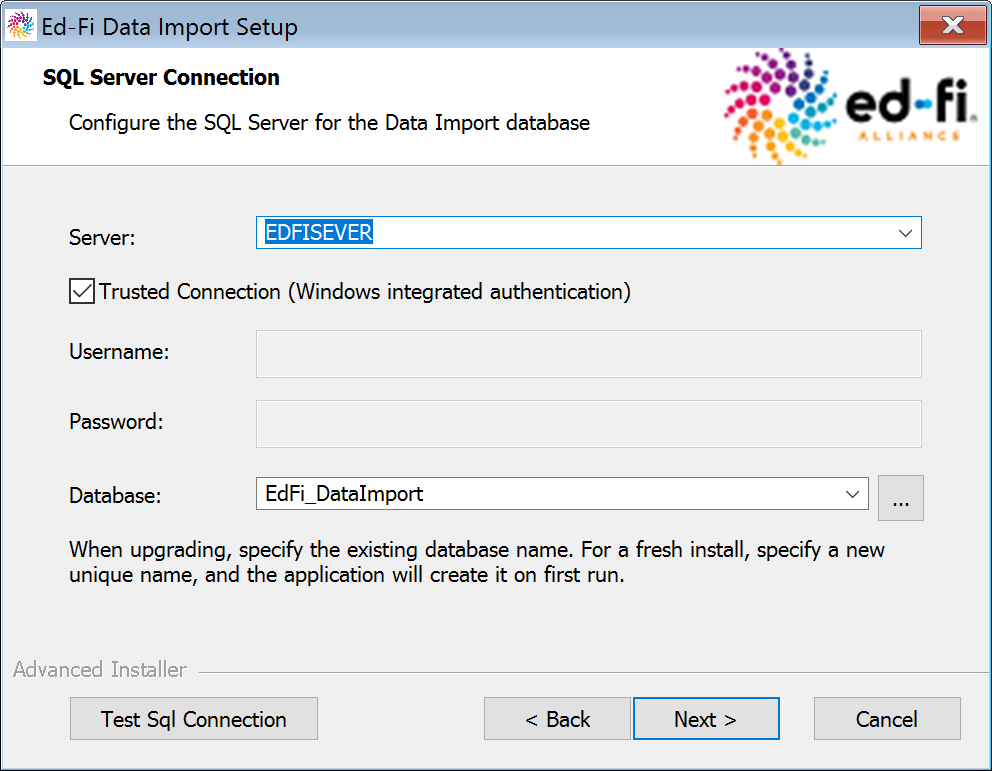 Ed-Fi Data Import Setup
SQL Server Connection
Configure the SQL Server for the Data Import database
ed-fi.
ALLIANCE
Server:
EDFISEVER
Trusted Connection (Windows integrated authentication)
Username:
Password:
Database:
EdFi_DataImport
...
When upgrading, specify the existing database name. For a fresh install, specify a new
unique name, and the application will create it on first run.
Advanced Installer
Test Sql Connection
< Back
Next >
Cancel